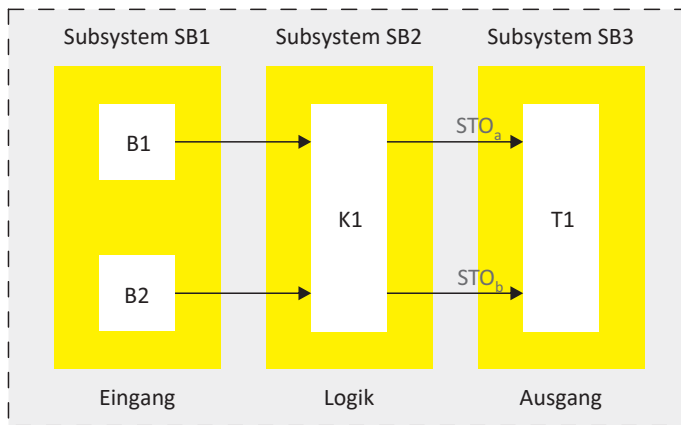 Subsystem SB1 Subsystem SB2 Subsystem SB3
B1 STOa
K1 T1
B2 STOb
Eingang Logik Ausgang